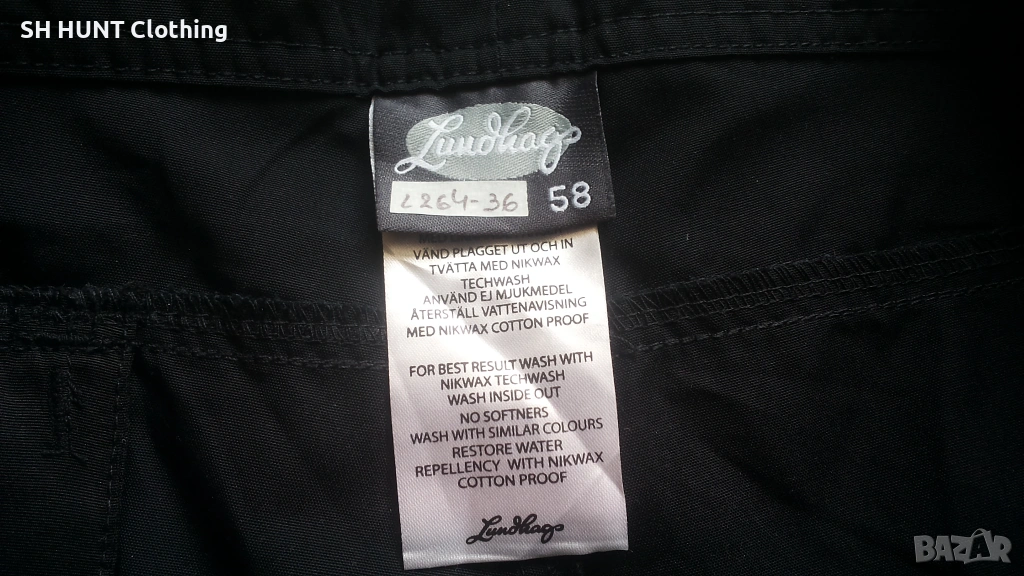 SH HUNT Clothing
Lundhags
L264-36 58
VÄND PLAGGET UT OCH IN
TVÄTTA MED NIKWAX
TECHWASH
ANVÄND EJ MJUKMEDEL
ÅTERSTÄLL VATTENAVISNING
MED NIKWAX COTTON PROOF
FOR BEST RESULT WASH WITH
NIKWAX TECHWASH
WASH INSIDE OUT
NO SOFTNERS
WASH WITH SIMILAR COLOURS
RESTORE WATER
REPELLENCY WITH NIKWAX
COTTON PROOF
Lundhags
BAZAR